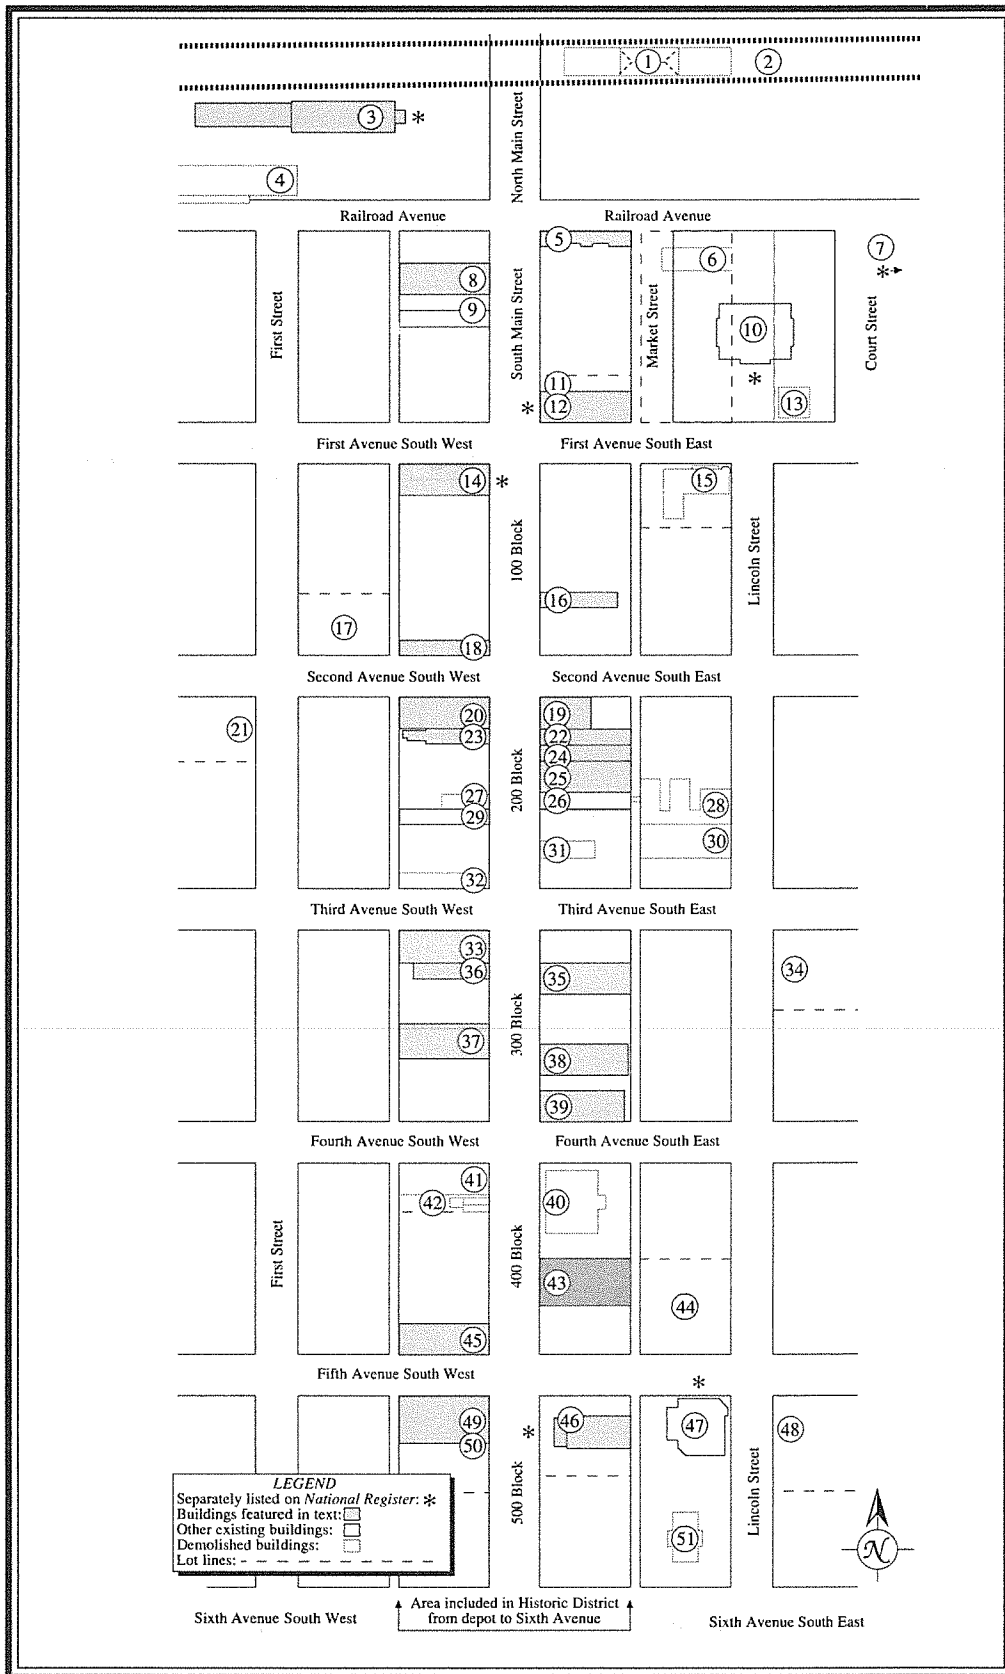 1
2
3 *
4
North Main Street
Railroad Avenue
Railroad Avenue
5
6
7
*
8
9
10
*
11
* 12
13
First Street
South Main Street
Market Street
Court Street
First Avenue South West
First Avenue South East
14 *
15
100 Block
16
17
18
Lincoln Street
Second Avenue South West
Second Avenue South East
19
20
21
22
23
24
25
26
27
28
29
30
31
32
200 Block
Third Avenue South West
Third Avenue South East
33
34
35
36
37
38
39
300 Block
Fourth Avenue South West
Fourth Avenue South East
40
41
42
43
44
45
First Street
400 Block
Fifth Avenue South West
*
46
*
47
48
49
50
51
500 Block
Lincoln Street
LEGEND
Separately listed on National Register: *
Buildings featured in text:
Other existing buildings:
Demolished buildings:
Lot lines:
N
Sixth Avenue South West
Area included in Historic District
from depot to Sixth Avenue
Sixth Avenue South East